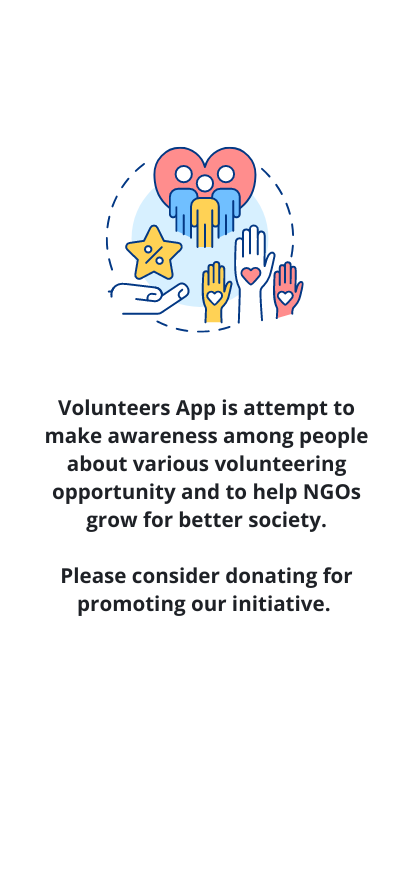 Volunteers App is attempt to
make awareness among people
about various volunteering
opportunity and to help NGOs
grow for better society.
Please consider donating for
promoting our initiative.